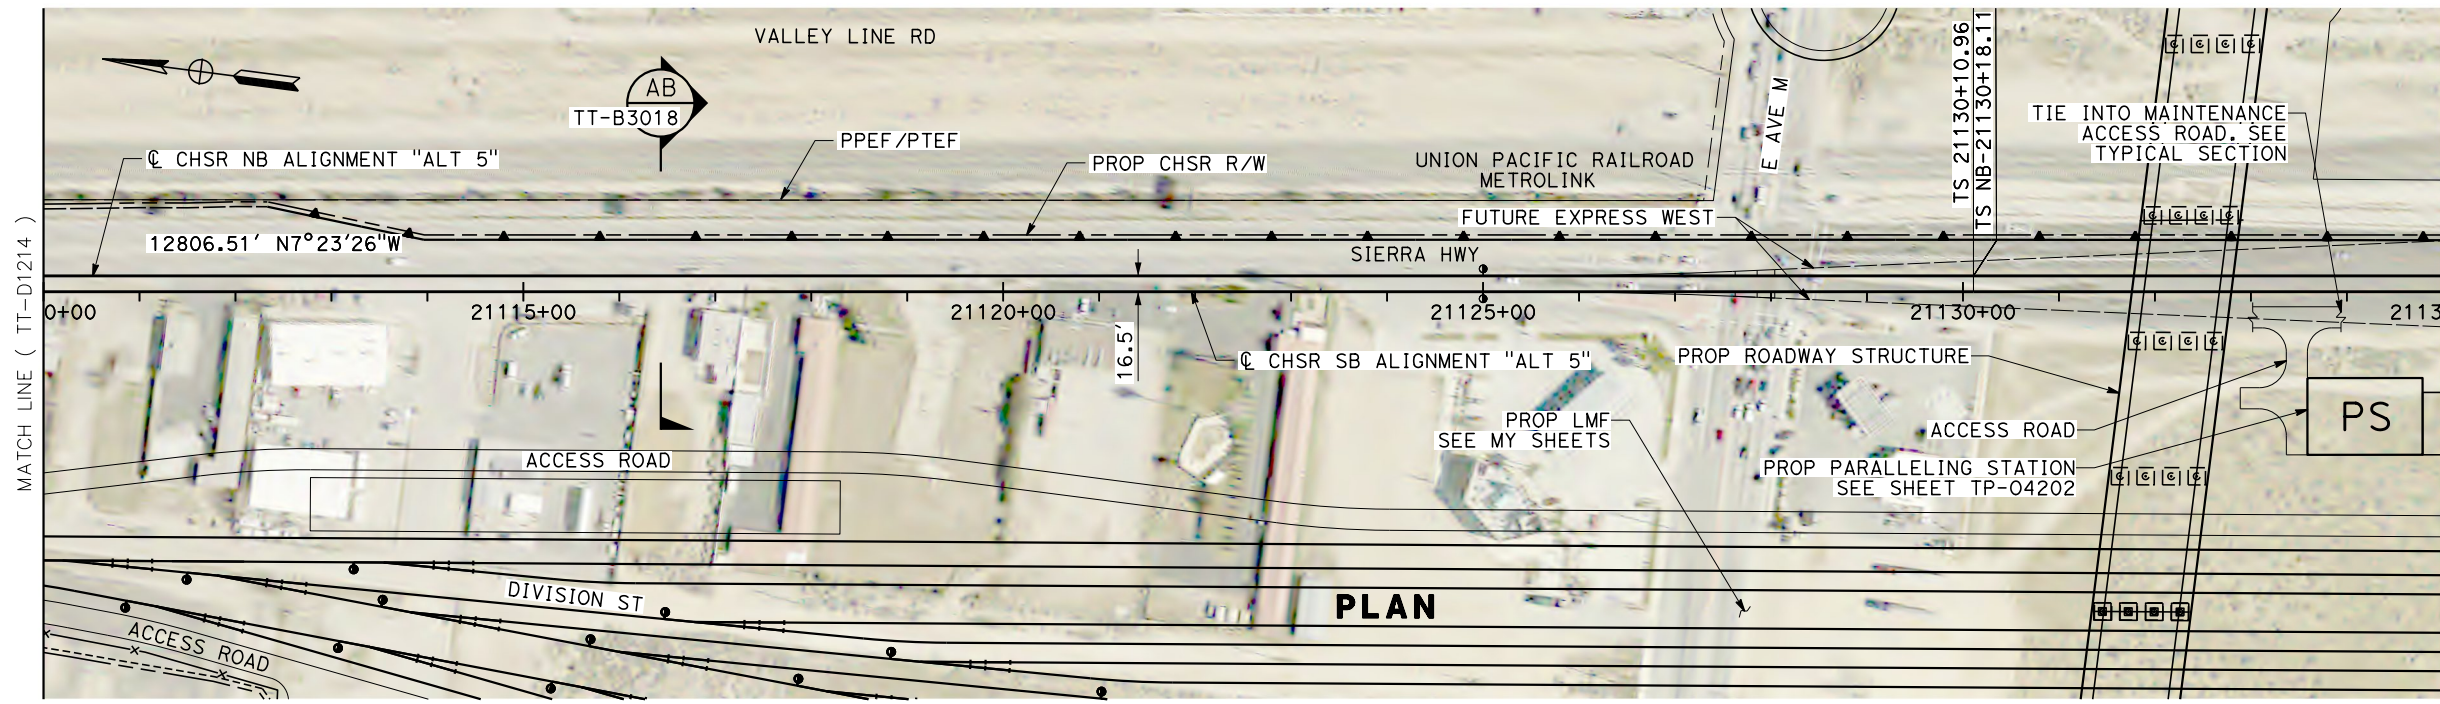 VALLEY LINE RD
AB
TT-B3018
PPEF/PTEF
℄ CHSR NB ALIGNMENT "ALT 5"
PROP CHSR R/W
UNION PACIFIC RAILROAD
METROLINK
E AVE M
TS 21130+10.96
TS NB-21130+18.11
TIE INTO MAINTENANCE
ACCESS ROAD. SEE
TYPICAL SECTION
FUTURE EXPRESS WEST
12806.51' N7°23'26"W
SIERRA HWY
MATCH LINE ( TT-D1214 )
0+00
21115+00
21120+00
21125+00
21130+00
2113
16.5'
℄ CHSR SB ALIGNMENT "ALT 5"
PROP ROADWAY STRUCTURE
PROP LMF
SEE MY SHEETS
ACCESS ROAD
PS
PROP PARALLELING STATION
SEE SHEET TP-04202
ACCESS ROAD
DIVISION ST
PLAN
ACCESS ROAD